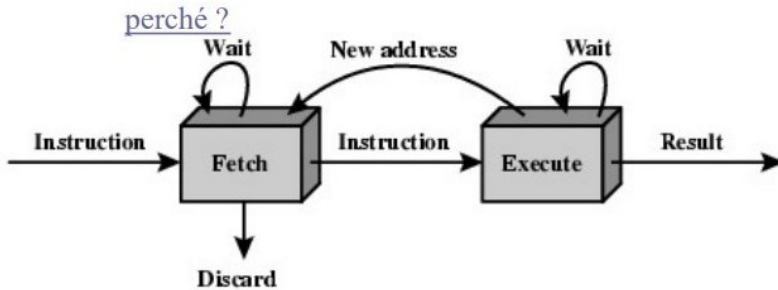 perché ?
Wait
New address
Wait
Instruction
Fetch
Instruction
Execute
Result
Discard